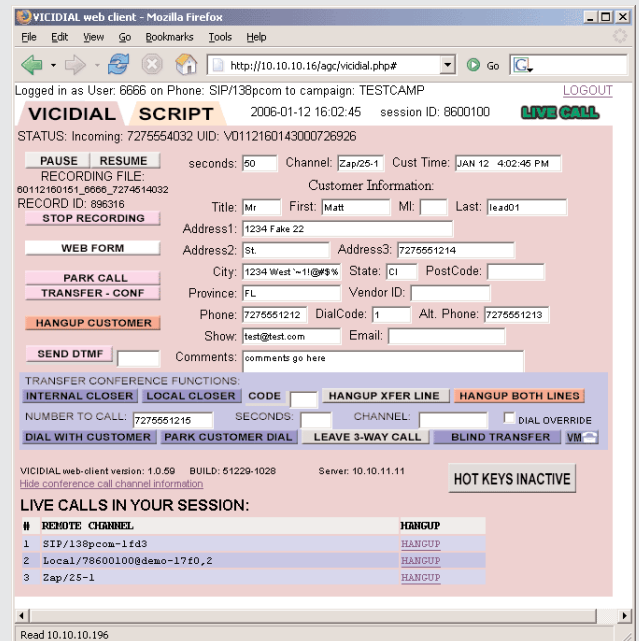 VICIDIAL web client - Mozilla Firefox
File Edit View Go Bookmarks Tools Help
http://10.10.10.16/agc/vicidial.php# Go G
Logged in as User: 6666 on Phone: SIP/138pcom to campaign: TESTCAMP LOGOUT
VICIDIAL SCRIPT 2006-01-12 16:02:45 session ID: 8600100 LIVE CALL
STATUS: Incoming: 7275554032 UID: V0112160143000726926
PAUSE RESUME seconds: 50 Channel: Zap/25-1 Cust Time: JAN 12 4:02:45 PM
RECORDING FILE:
60112160151_6666_7274514032
Customer Information:
RECORD ID: 896316
Title: Mr First: Matt MI: Last: lead01
STOP RECORDING
Address1: 1234 Fake 22
WEB FORM
Address2: St. Address3: 7275551214
PARK CALL
City: 1234 West `~1!@#$% State: CI PostCode:
TRANSFER - CONF
Province: FL Vendor ID:
HANGUP CUSTOMER
Phone: 7275551212 DialCode: 1 Alt. Phone: 7275551213
Show: test@test.com Email:
SEND DTMF
Comments: comments go here
TRANSFER CONFERENCE FUNCTIONS:
INTERNAL CLOSER LOCAL CLOSER CODE HANGUP XFER LINE HANGUP BOTH LINES
NUMBER TO CALL: 7275551215 SECONDS: CHANNEL: DIAL OVERRIDE
DIAL WITH CUSTOMER PARK CUSTOMER DIAL LEAVE 3-WAY CALL BLIND TRANSFER VM
VICIDIAL web-client version: 1.0.59 BUILD: 51229-1028 Server: 10.10.11.11
Hide conference call channel information
HOT KEYS INACTIVE
LIVE CALLS IN YOUR SESSION:
# REMOTE CHANNEL HANGUP
1 SIP/138pcom-1fd3 HANGUP
2 Local/78600100@demo-17f0,2 HANGUP
3 Zap/25-1 HANGUP
Read 10.10.10.196